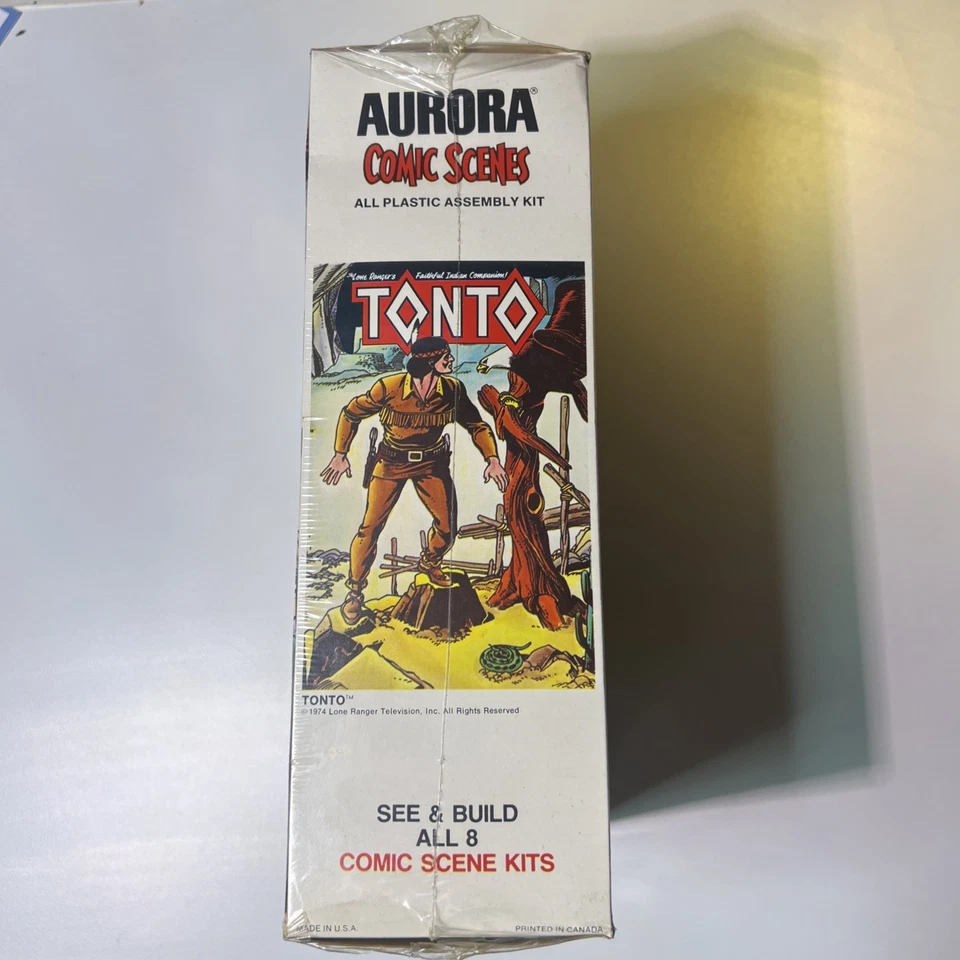 AURORA®
COMIC SCENES
ALL PLASTIC ASSEMBLY KIT
The Lone Ranger's Faithful Indian Companion!
TONTO
TONTO™
©1974 Lone Ranger Television, Inc. All Rights Reserved
SEE & BUILD
ALL 8
COMIC SCENE KITS
MADE IN U.S.A. PRINTED IN CANADA